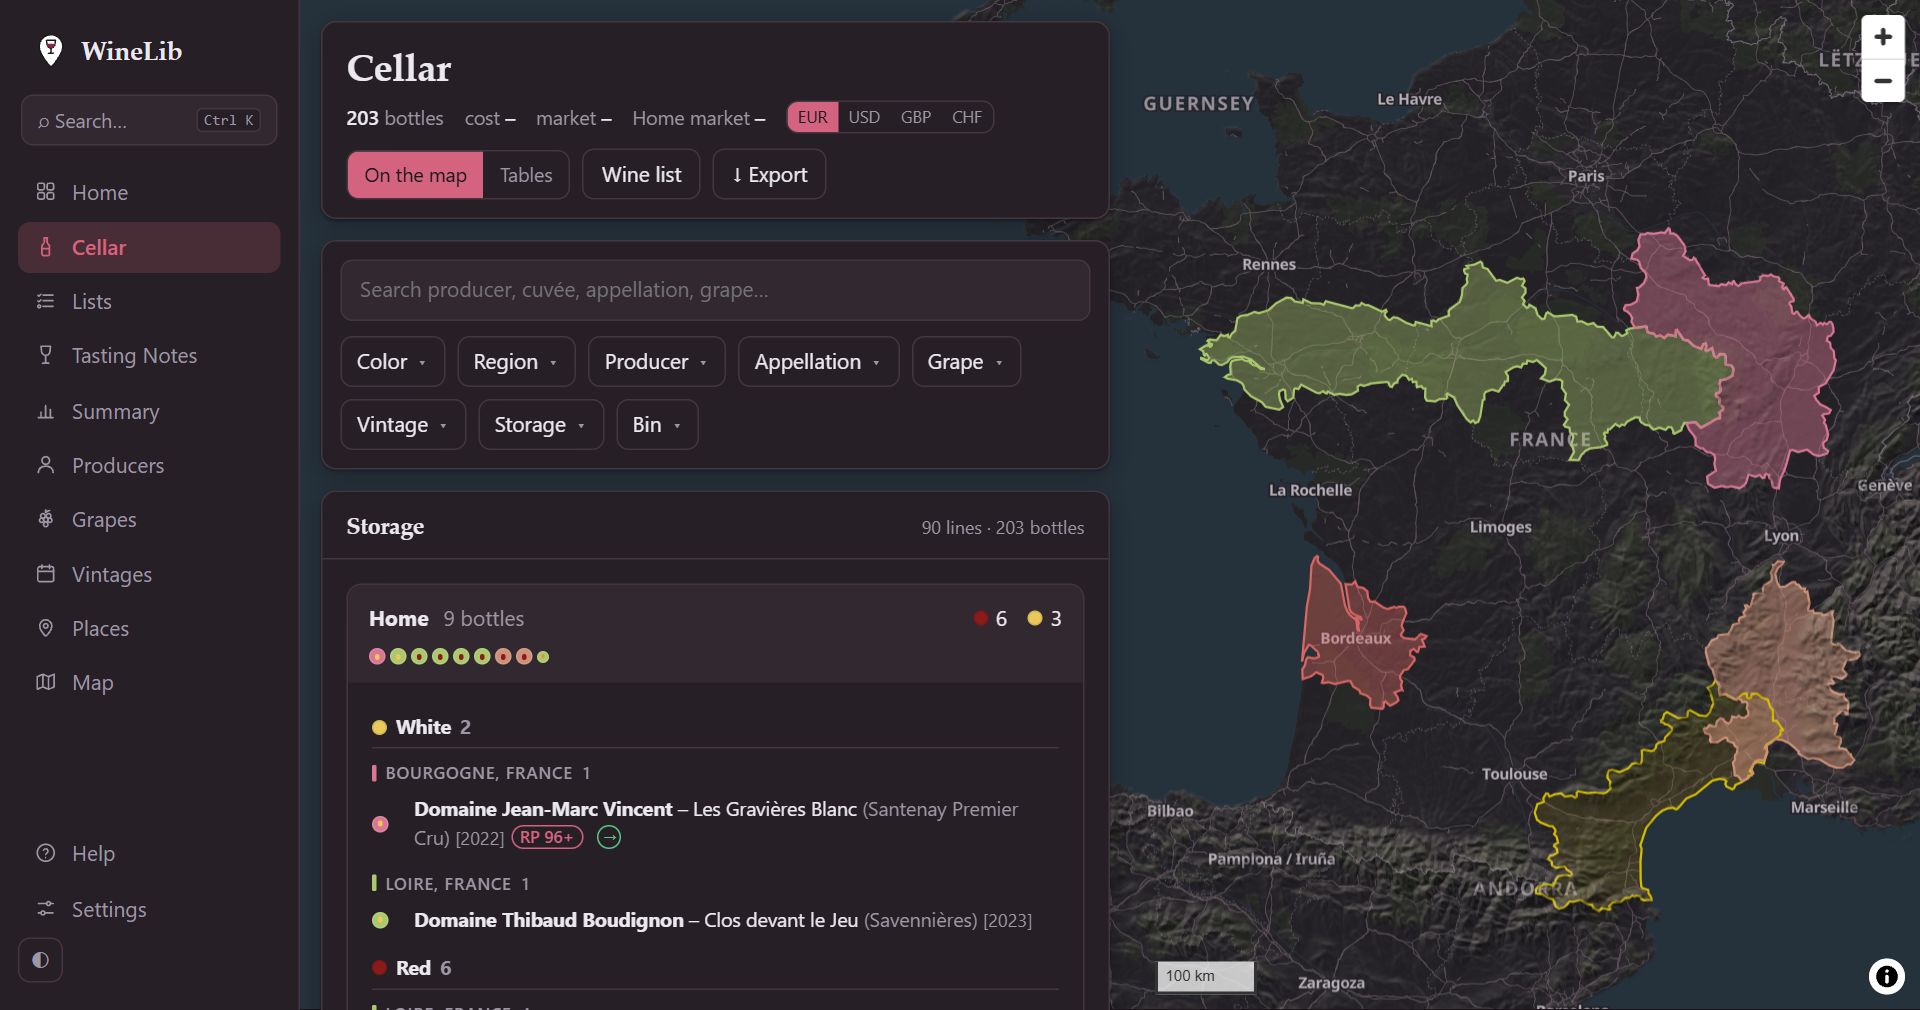 WineLib
Search... Ctrl K
Home
Cellar
Lists
Tasting Notes
Summary
Producers
Grapes
Vintages
Places
Map
Help
Settings
Cellar
203 bottles cost – market – Home market – EUR USD GBP CHF
On the map Tables Wine list ↓ Export
Search producer, cuvée, appellation, grape...
Color Region Producer Appellation Grape
Vintage Storage Bin
Storage 90 lines · 203 bottles
Home 9 bottles 6 3
White 2
BOURGOGNE, FRANCE 1
Domaine Jean-Marc Vincent – Les Gravières Blanc (Santenay Premier
Cru) [2022] RP 96+ →
LOIRE, FRANCE 1
Domaine Thibaud Boudignon – Clos devant le Jeu (Savennières) [2023]
Red 6
GUERNSEY
Le Havre
Paris
Rennes
FRANCE
La Rochelle
Genève
Limoges
Lyon
Bordeaux
Toulouse
Marseille
Bilbao
Pamplona / Iruña
ANDORRA
100 km
Zaragoza